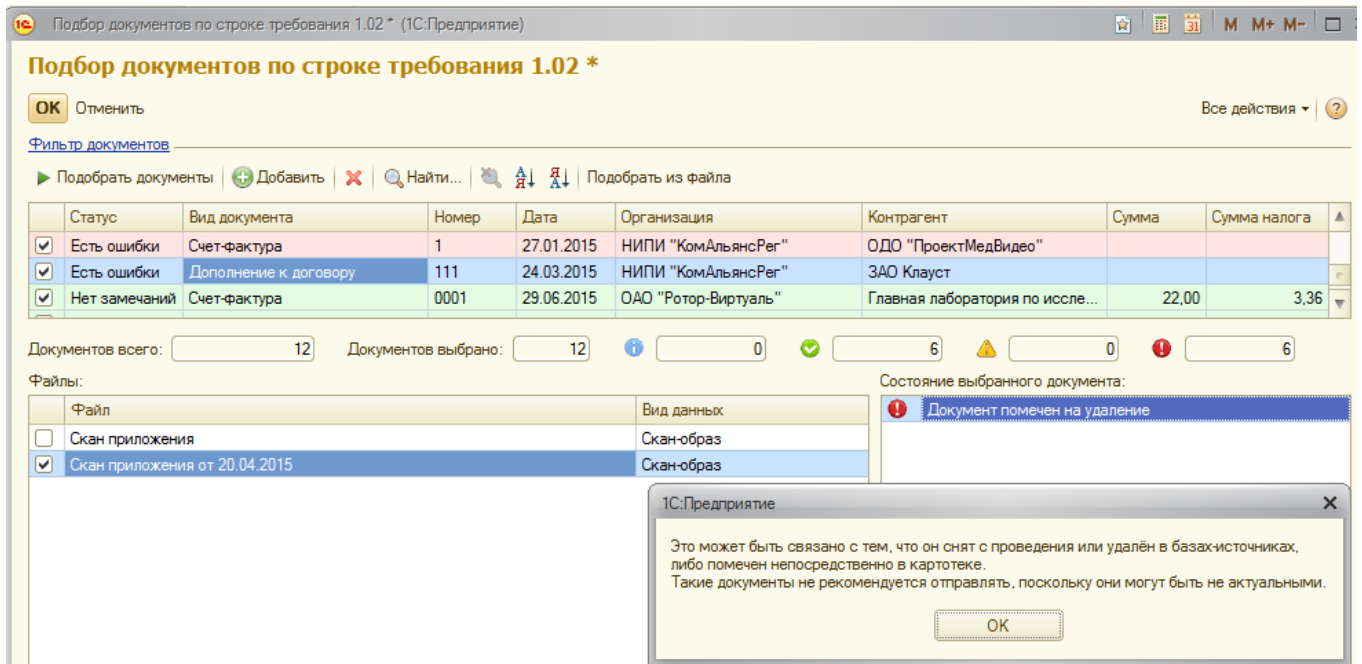 1С Подбор документов по строке требования 1.02 * (1С:Предприятие) 31 M M+ M-
Подбор документов по строке требования 1.02 *
ОК Отменить Все действия ?
Фильтр документов
Подобрать документы Добавить Найти... А Я Я А Подобрать из файла
Статус Вид документа Номер Дата Организация Контрагент Сумма Сумма налога
Есть ошибки Счет-фактура 1 27.01.2015 НИПИ "КомАльянсРег" ОДО "ПроектМедВидео"
Есть ошибки Дополнение к договору 111 24.03.2015 НИПИ "КомАльянсРег" ЗАО Клауст
Нет замечаний Счет-фактура 0001 29.06.2015 ОАО "Ротор-Виртуаль" Главная лаборатория по иссле... 22,00 3,36
Документов всего: 12 Документов выбрано: 12 0 6 0 6
Файлы: Состояние выбранного документа:
Файл Вид данных
Документ помечен на удаление
Скан приложения Скан-образ
Скан приложения от 20.04.2015 Скан-образ
1С:Предприятие
Это может быть связано с тем, что он снят с проведения или удалён в базах-источниках,
либо помечен непосредственно в картотеке.
Такие документы не рекомендуется отправлять, поскольку они могут быть не актуальными.
ОК